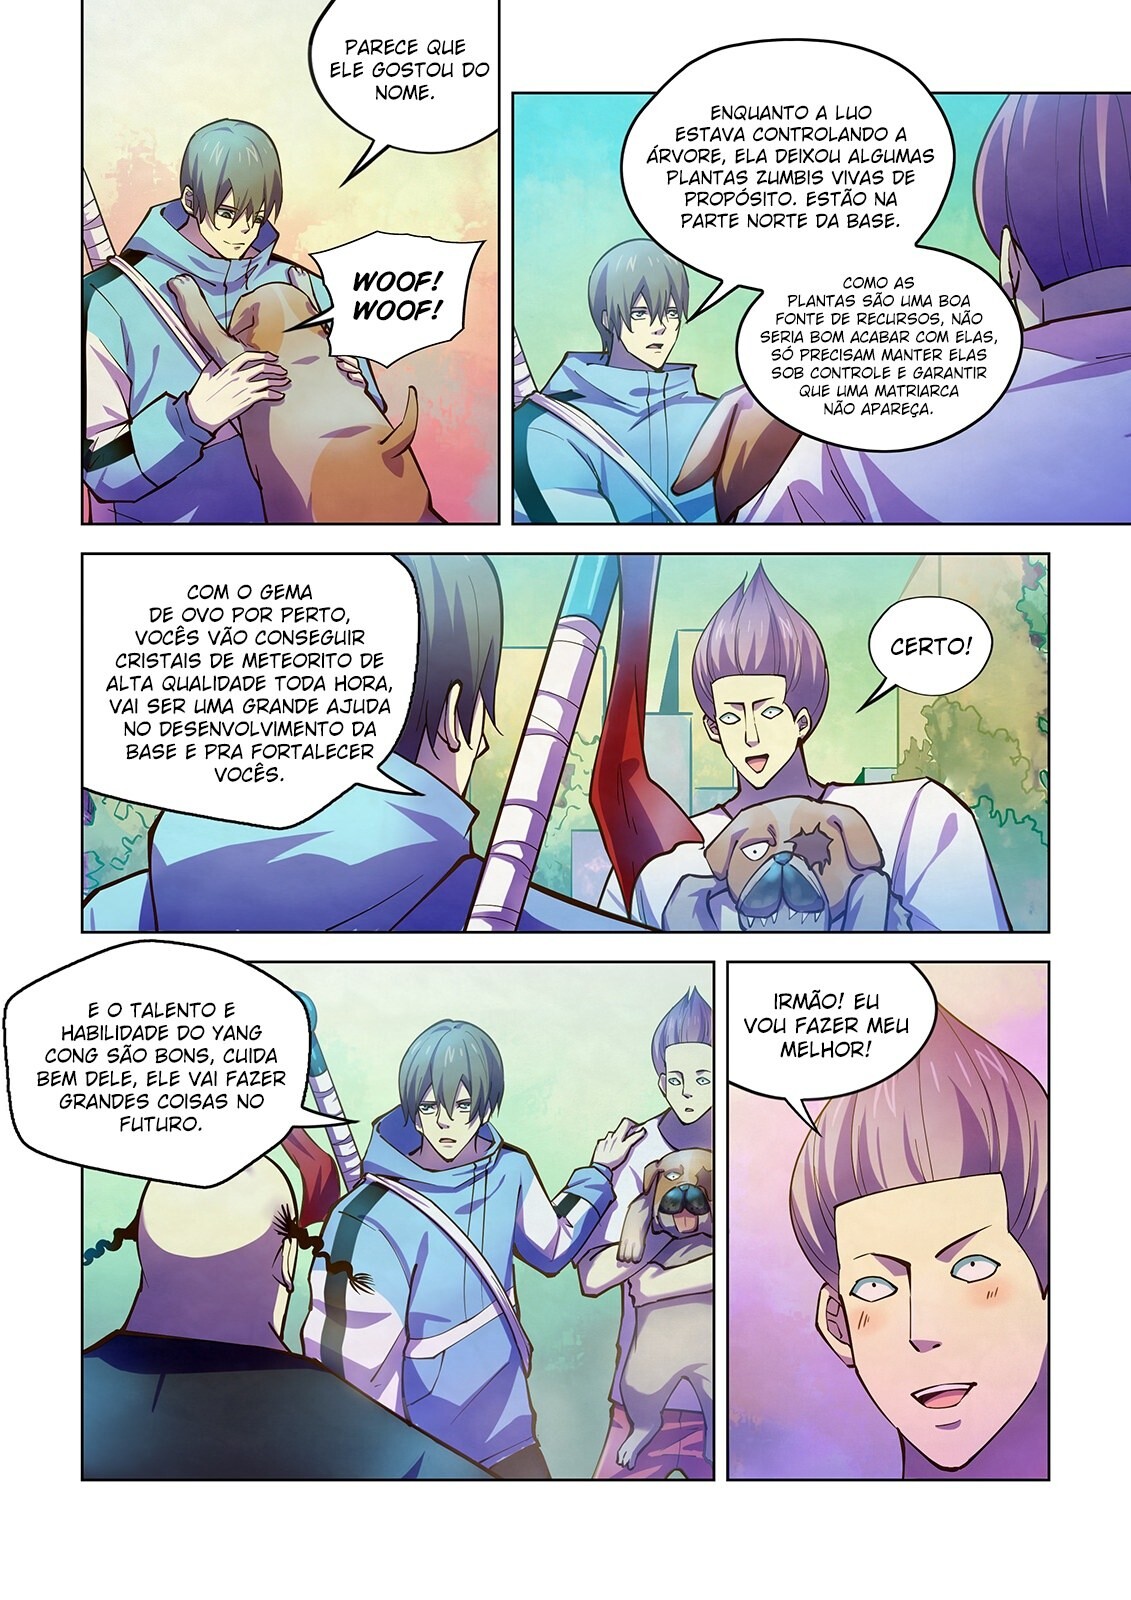 PARECE QUE
ELE GOSTOU DO
NOME.
WOOF!
WOOF!
ENQUANTO A LUO
ESTAVA CONTROLANDO A
ÁRVORE, ELA DEIXOU ALGUMAS
PLANTAS ZUMBIS VIVAS DE
PROPÓSITO. ESTÃO NA
PARTE NORTE DA BASE.
COMO AS
PLANTAS SÃO UMA BOA
FONTE DE RECURSOS, NÃO
SERIA BOM ACABAR COM ELAS,
SÓ PRECISAM MANTER ELAS
SOB CONTROLE E GARANTIR
QUE UMA MATRIARCA
NÃO APAREÇA.
COM O GEMA
DE OVO POR PERTO,
VOCÊS VÃO CONSEGUIR
CRISTAIS DE METEORITO DE
ALTA QUALIDADE TODA HORA,
VAI SER UMA GRANDE AJUDA
NO DESENVOLVIMENTO DA
BASE E PRA FORTALECER
VOCÊS.
CERTO!
E O TALENTO E
HABILIDADE DO YANG
CONG SÃO BONS, CUIDA
BEM DELE, ELE VAI FAZER
GRANDES COISAS NO
FUTURO.
IRMÃO! EU
VOU FAZER MEU
MELHOR!